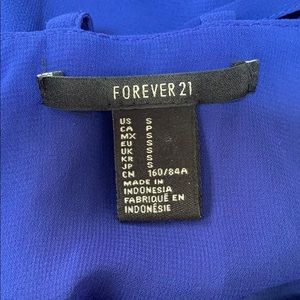 FOREVER 21
US S
CA P
MX S
EU S
UK S
KR S
JP S
CN 160/84A
MADE IN
INDONESIA
FABRIQUÉ EN
INDONÉSIE